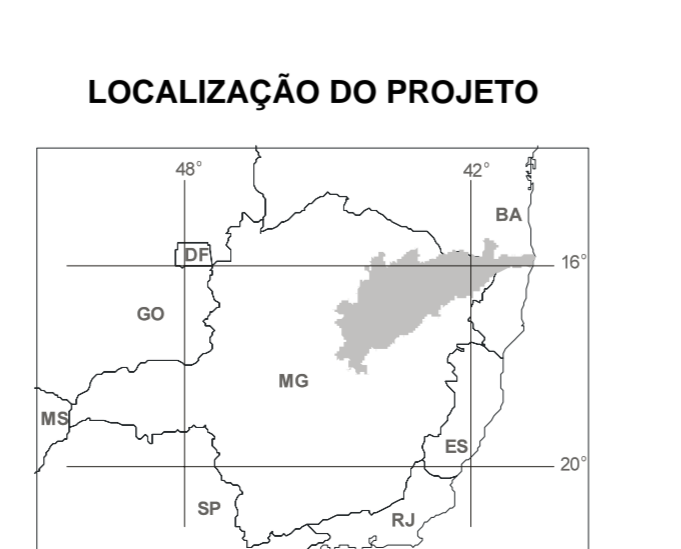 LOCALIZAÇÃO DO PROJETO
48°
42°
BA
DF
16°
GO
MG
MS
ES
20°
SP
RJ